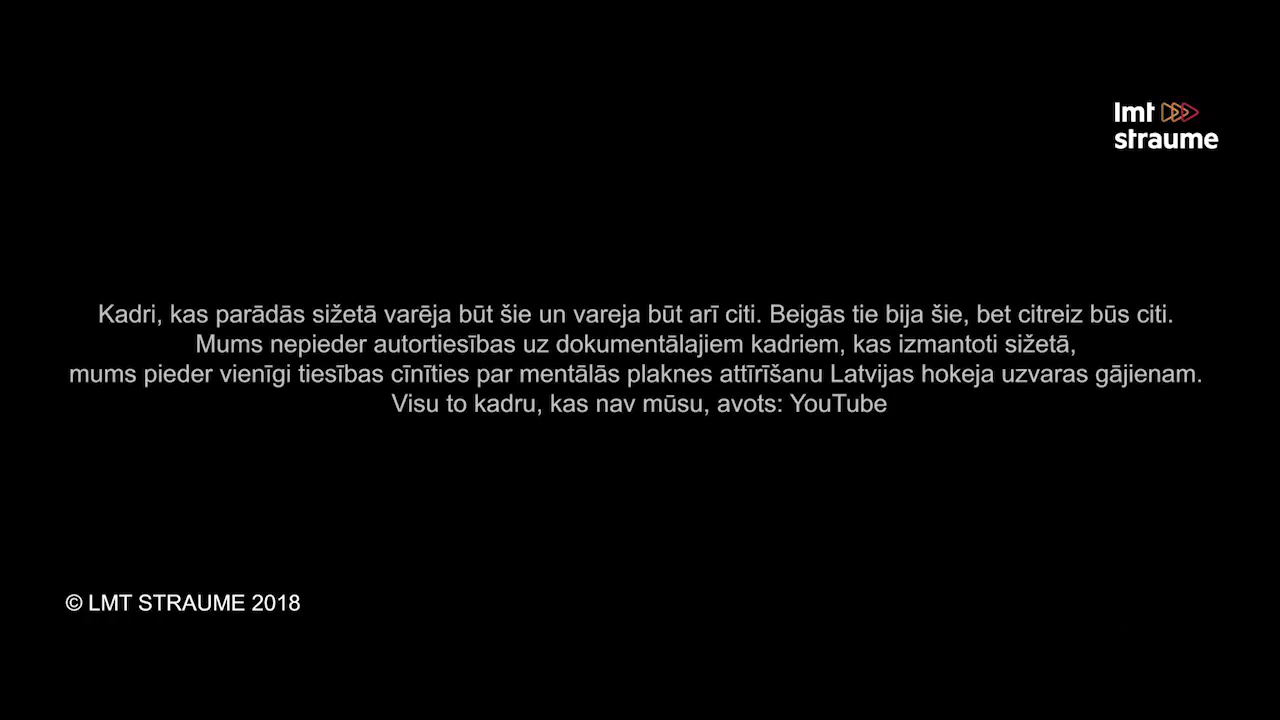 lmt
straume
Kadri, kas parādās sižetā varēja būt šie un vareja būt arī citi. Beigās tie bija šie, bet citreiz būs citi.
Mums nepieder autortiesības uz dokumentālajiem kadriem, kas izmantoti sižetā,
mums pieder vienīgi tiesības cīnīties par mentālās plaknes attīrīšanu Latvijas hokeja uzvaras gājienam.
Visu to kadru, kas nav mūsu, avots: YouTube
© LMT STRAUME 2018